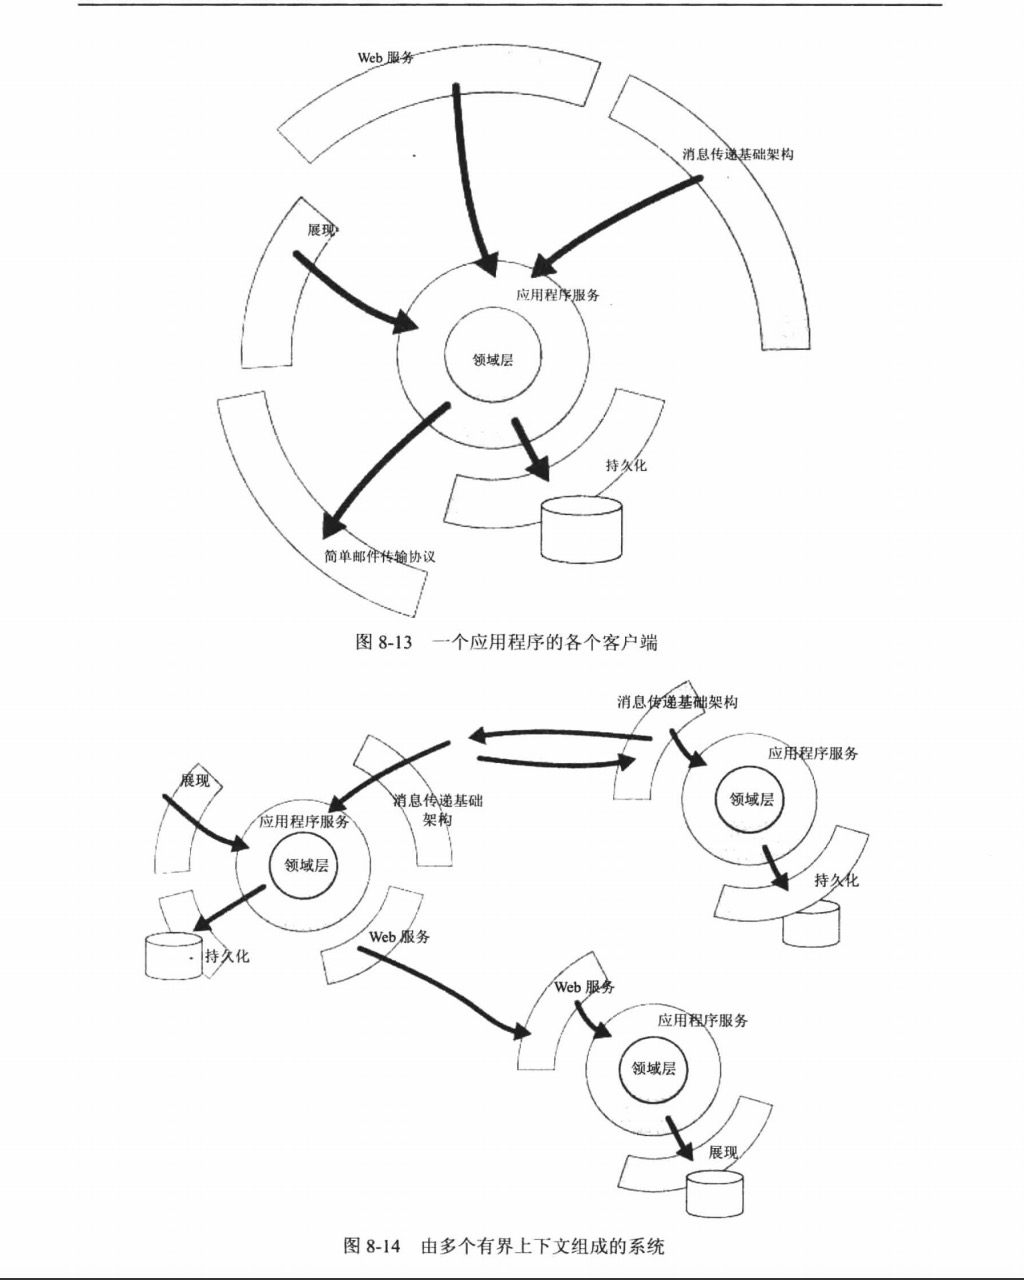 Web 服务
消息传递基础架构
展现
应用程序服务
领域层
持久化
简单邮件传输协议
图 8-13 一个应用程序的各个客户端
消息传递基础架构
应用程序服务
展现
领域层
消息传递基础
架构
应用程序服务
领域层
持久化
Web 服务
持久化
Web 服务
应用程序服务
领域层
展现
图 8-14 由多个有界上下文组成的系统